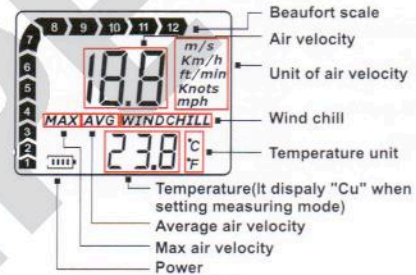 8 9 10 11 12
7
6
5
4
3
2
1
18.8
m/s
Km/h
ft/min
Knots
mph
MAX AVG WINDCHILL
23.8
°C
°F
Beaufort scale
Air velocity
Unit of air velocity
Wind chill
Temperature unit
Temperature(It dispaly "Cu" when
setting measuring mode)
Average air velocity
Max air velocity
Power